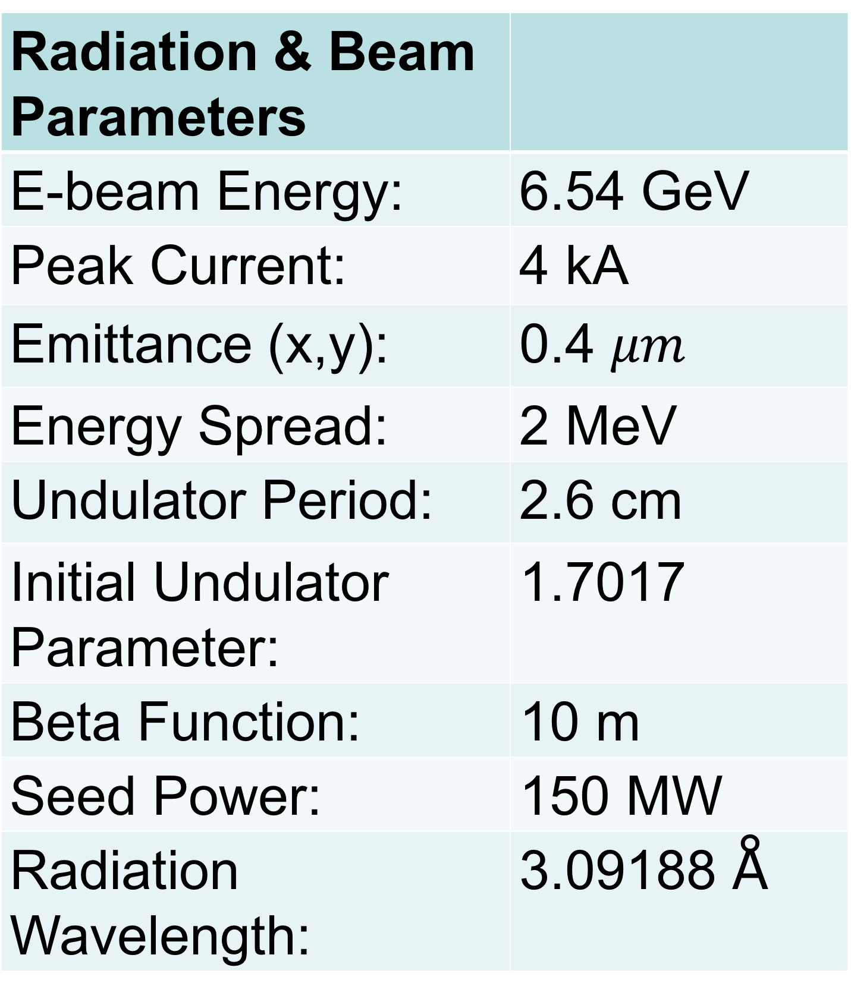 Radiation & Beam
Parameters
E-beam Energy: 6.54 GeV
Peak Current: 4 kA
Emittance (x,y): 0.4 μm
Energy Spread: 2 MeV
Undulator Period: 2.6 cm
Initial Undulator 1.7017
Parameter:
Beta Function: 10 m
Seed Power: 150 MW
Radiation 3.09188 Å
Wavelength: